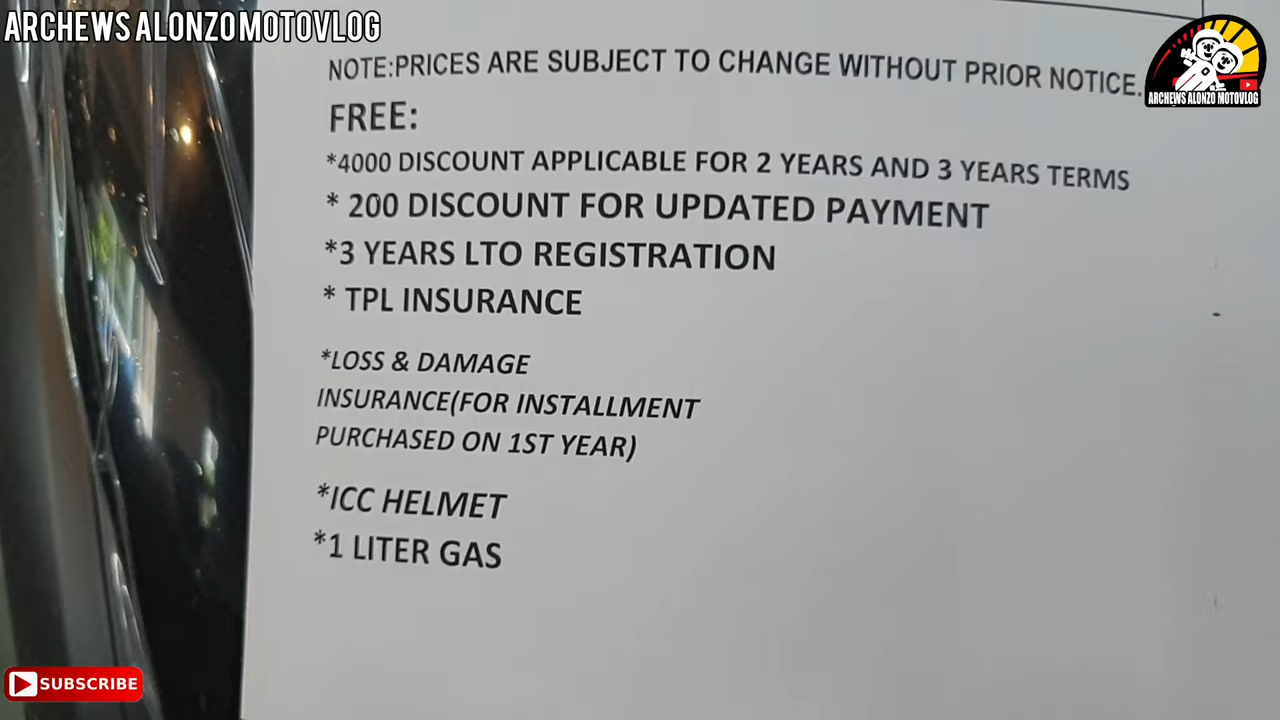 ARCHEWS ALONZO MOTOVLOG
NOTE:PRICES ARE SUBJECT TO CHANGE WITHOUT PRIOR NOTICE.
ARCHEWS ALONZO MOTOVLOG
FREE:
*4000 DISCOUNT APPLICABLE FOR 2 YEARS AND 3 YEARS TERMS
* 200 DISCOUNT FOR UPDATED PAYMENT
*3 YEARS LTO REGISTRATION
* TPL INSURANCE
*LOSS & DAMAGE
INSURANCE(FOR INSTALLMENT
PURCHASED ON 1ST YEAR)
*ICC HELMET
*1 LITER GAS
SUBSCRIBE